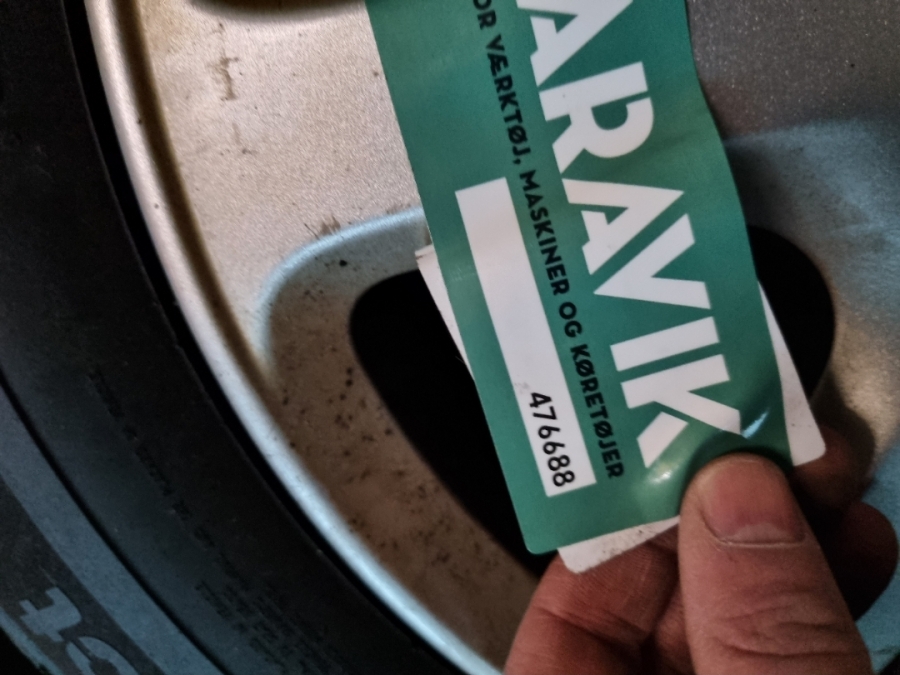 ARAVIK
OR VÆRKTØJ, MASKINER OG KØRETØJER
476688